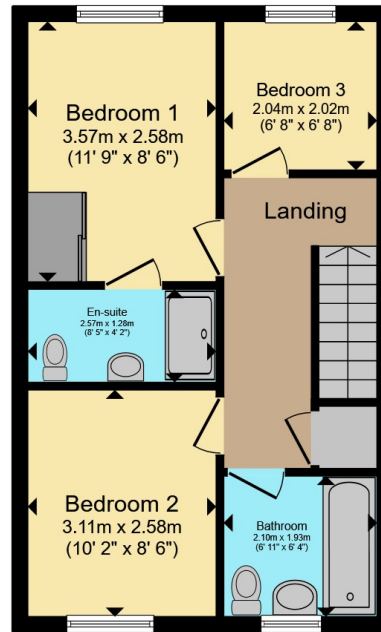 Bedroom 1
3.57m x 2.58m
(11' 9" x 8' 6")
Bedroom 3
2.04m x 2.02m
(6' 8" x 6' 8")
Landing
En-suite
2.57m x 1.28m
(8' 5" x 4' 2")
Bedroom 2
3.11m x 2.58m
(10' 2" x 8' 6")
Bathroom
2.10m x 1.93m
(6' 11" x 6' 4")